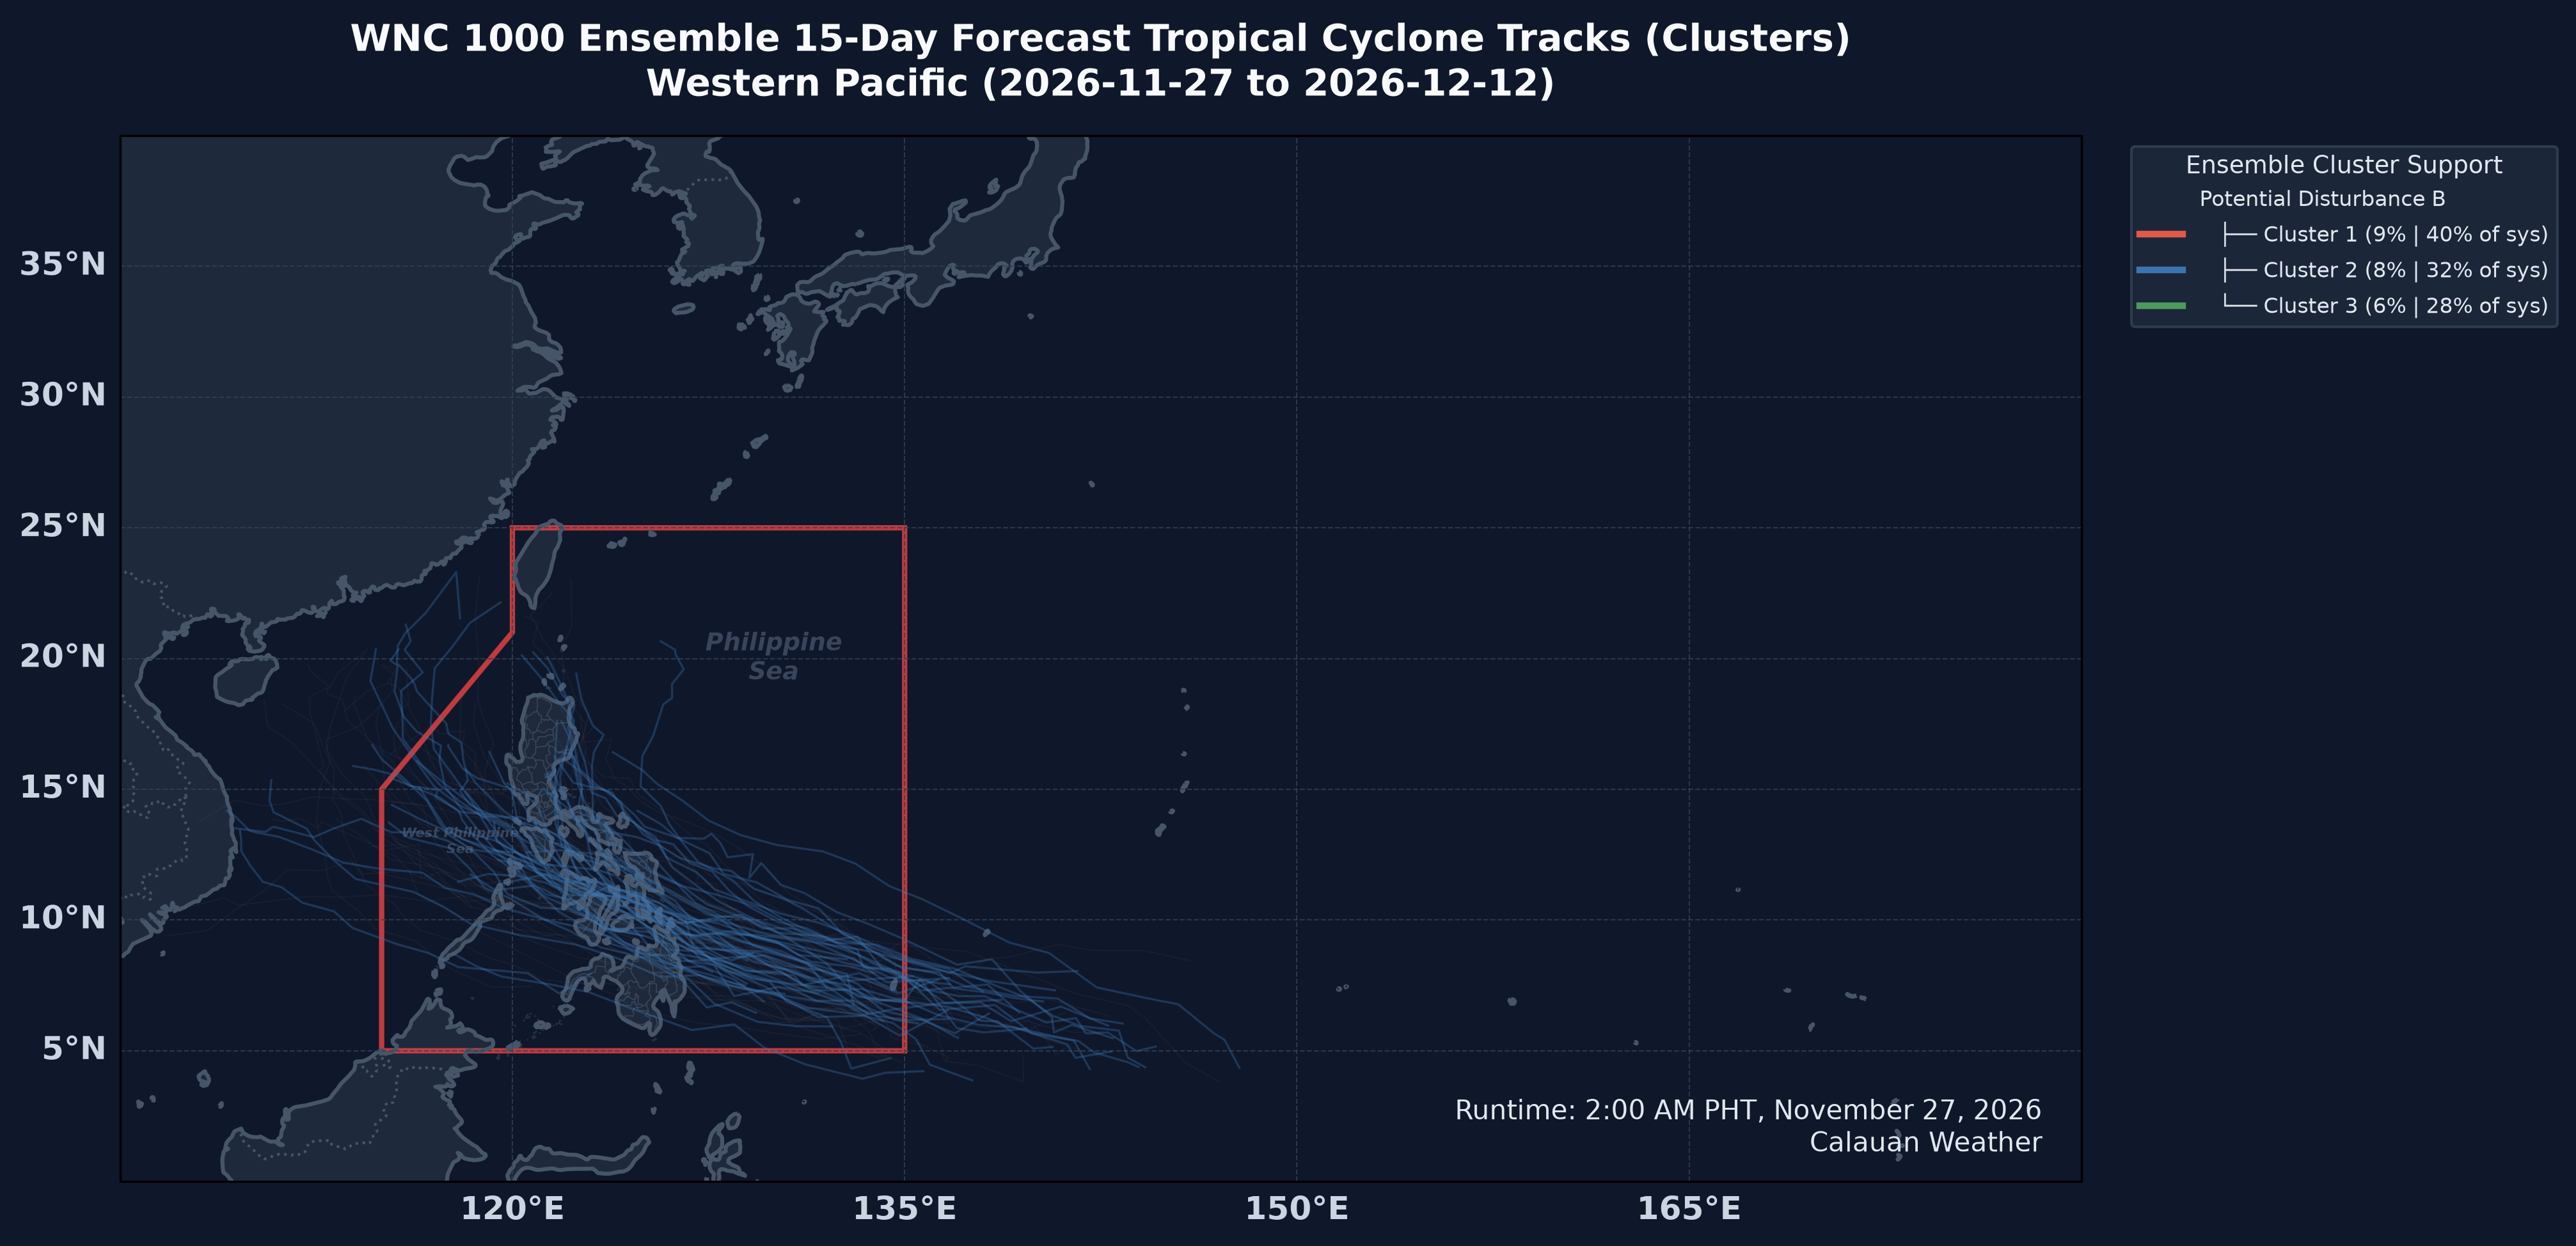 WNC 1000 Ensemble 15-Day Forecast Tropical Cyclone Tracks (Clusters)
Western Pacific (2026-11-27 to 2026-12-12)
Ensemble Cluster Support
Potential Disturbance B
Cluster 1 (9% | 40% of sys)
Cluster 2 (8% | 32% of sys)
Cluster 3 (6% | 28% of sys)
35°N
30°N
25°N
20°N
15°N
10°N
5°N
Philippine
Sea
West Philippine
Sea
Runtime: 2:00 AM PHT, November 27, 2026
Calauan Weather
120°E
135°E
150°E
165°E